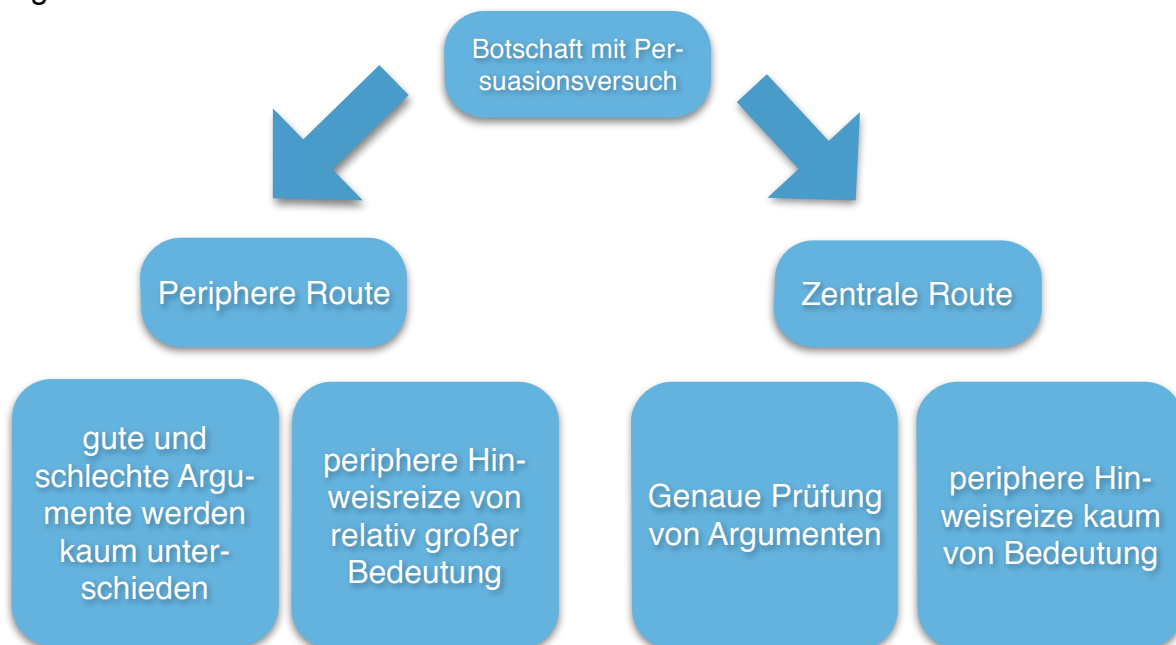 Botschaft mit Per-
suasionsversuch
Periphere Route
Zentrale Route
gute und
schlechte Argu-
mente werden
kaum unter-
schieden
periphere Hin-
weisreize von
relativ großer
Bedeutung
Genaue Prüfung
von Argumenten
periphere Hin-
weisreize kaum
von Bedeutung